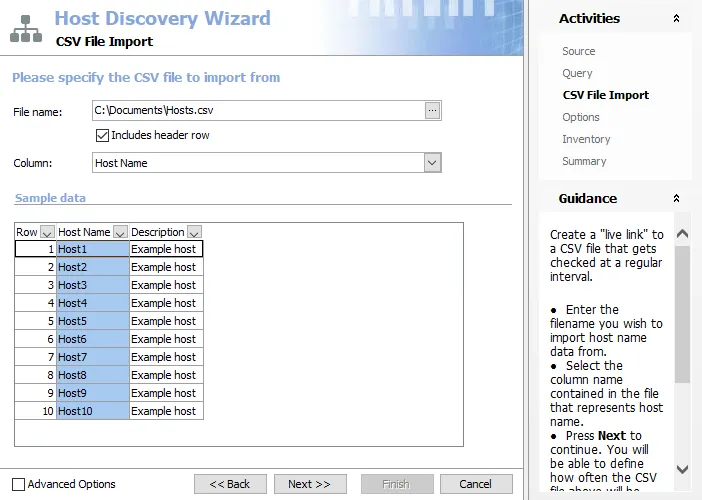 Host Discovery Wizard
CSV File Import
Please specify the CSV file to import from
File name: C:\Documents\Hosts.csv ...
Includes header row
Column: Host Name
Sample data
Row Host Name Description
1 Host1 Example host
2 Host2 Example host
3 Host3 Example host
4 Host4 Example host
5 Host5 Example host
6 Host6 Example host
7 Host7 Example host
8 Host8 Example host
9 Host9 Example host
10 Host10 Example host
Advanced Options << Back Next >> Finish Cancel
Activities
Source
Query
CSV File Import
Options
Inventory
Summary
Guidance
Create a "live link" to
a CSV file that gets
checked at a regular
interval.
● Enter the
filename you wish to
import host name
data from.
● Select the
column name
contained in the file
that represents host
name.
● Press Next to
continue. You will
be able to define
how often the CSV
file above will be